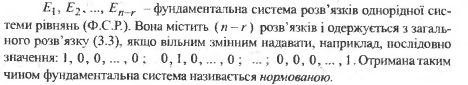 E₁, E₂, ..., Eₙ₋ᵣ – фундаментальна система розв'язків однорідної сис-
теми рівнянь (Ф.С.Р.). Вона містить (n − r) розв'язків і одержується з загаль-
ного розв'язку (3.3), якщо вільним змінним надавати, наприклад, послідовно
значення: 1, 0, 0, ..., 0 ; 0, 1, 0, ..., 0 ; ...; 0, 0, 0, ..., 1. Отримана таким
чином фундаментальна система називається нормованою.